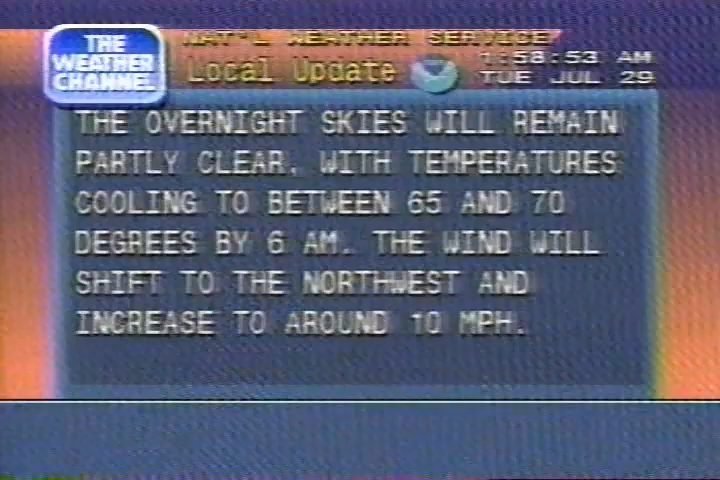 THE
WEATHER
CHANNEL
NAT'L WEATHER SERVICE
Local Update
1:58:53 AM
TUE JUL 29
THE OVERNIGHT SKIES WILL REMAIN
PARTLY CLEAR, WITH TEMPERATURES
COOLING TO BETWEEN 65 AND 70
DEGREES BY 6 AM. THE WIND WILL
SHIFT TO THE NORTHWEST AND
INCREASE TO AROUND 10 MPH.